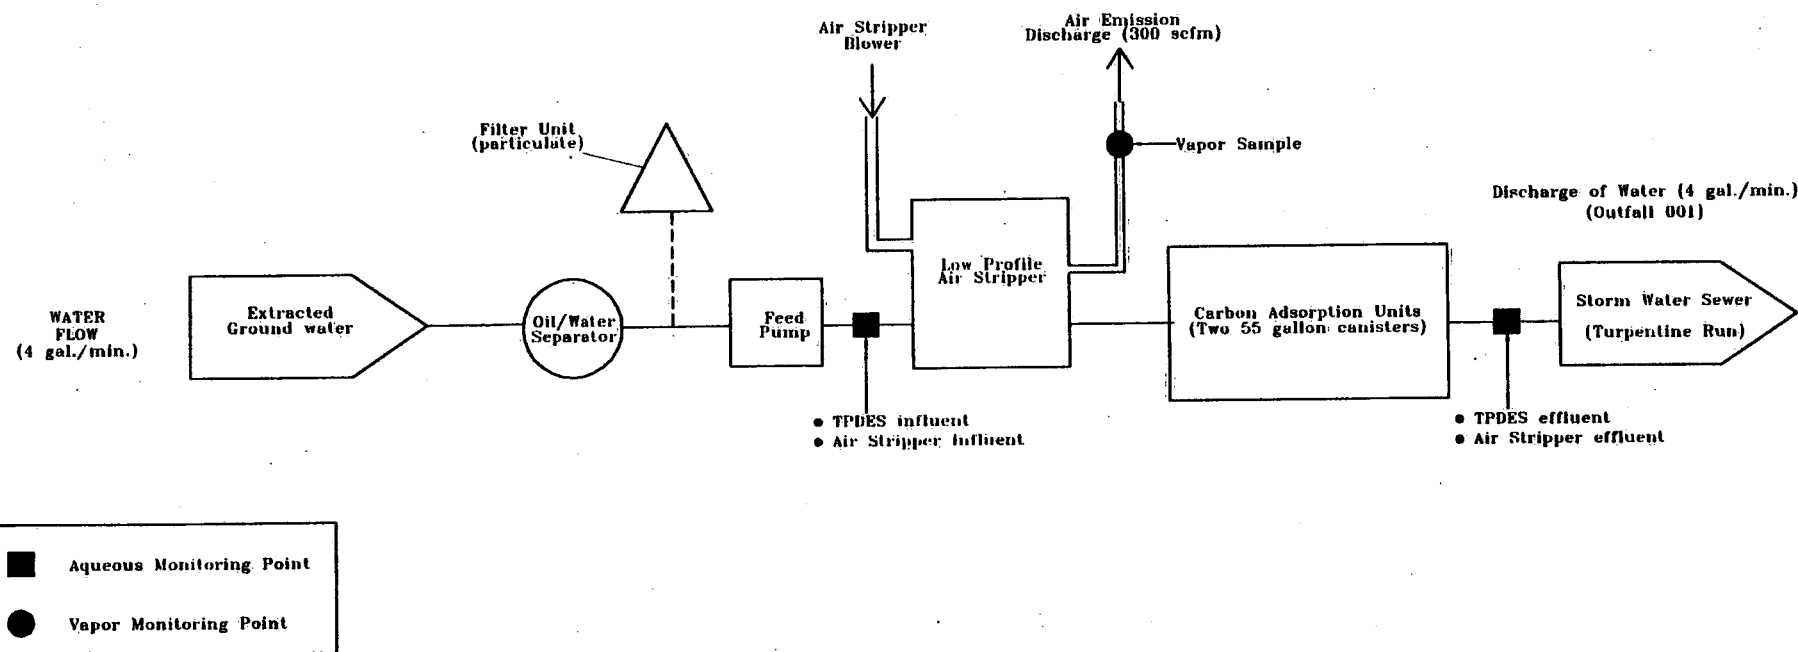 Air Stripper
Blower
Air Emission
Discharge (300 scfm)
Filter Unit
(particulate)
Vapor Sample
Discharge of Water (4 gal./min.)
(Outfall 001)
WATER
FLOW
(4 gal./min.)
Extracted
Ground water
Oil/Water
Separator
Feed
Pump
Low Profile
Air Stripper
Carbon Adsorption Units
(Two 55 gallon canisters)
Storm Water Sewer
(Turpentine Run)
● TPDES influent
● Air Stripper Influent
● TPDES effluent
● Air Stripper effluent
Aqueous Monitoring Point
Vapor Monitoring Point